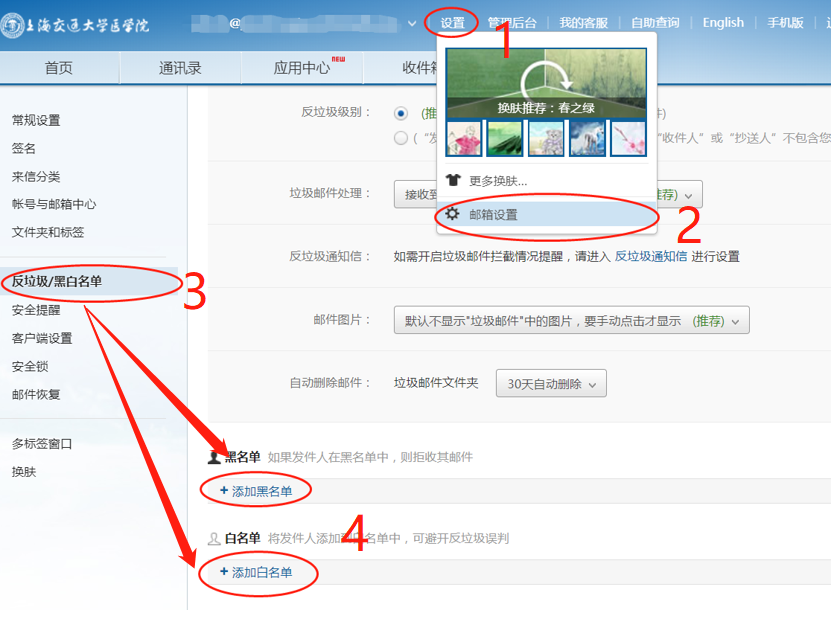 上海交通大学医学院
@
设置
管理后台 | 我的客服 | 自助查询 | English | 手机版
1
首页
通讯录
应用中心 NEW
收件箱
换肤推荐：春之绿
更多换肤...
邮箱设置
2
常规设置
签名
来信分类
帐号与邮箱中心
文件夹和标签
反垃圾/黑白名单
3
安全提醒
客户端设置
安全锁
邮件恢复
多标签窗口
换肤
反垃圾级别：
(推
件)
( "发
"收件人" 或 "抄送人" 不包含您
垃圾邮件处理：
接收到
推荐)
反垃圾通知信：
如需开启垃圾邮件拦截情况提醒，请进入 反垃圾通知信 进行设置
邮件图片：
默认不显示"垃圾邮件"中的图片，要手动点击才显示 (推荐)
自动删除邮件：
垃圾邮件文件夹
30天自动删除
黑名单 如果发件人在黑名单中，则拒收其邮件
+ 添加黑名单
4
白名单 将发件人添加到白名单中，可避开反垃圾误判
+ 添加白名单